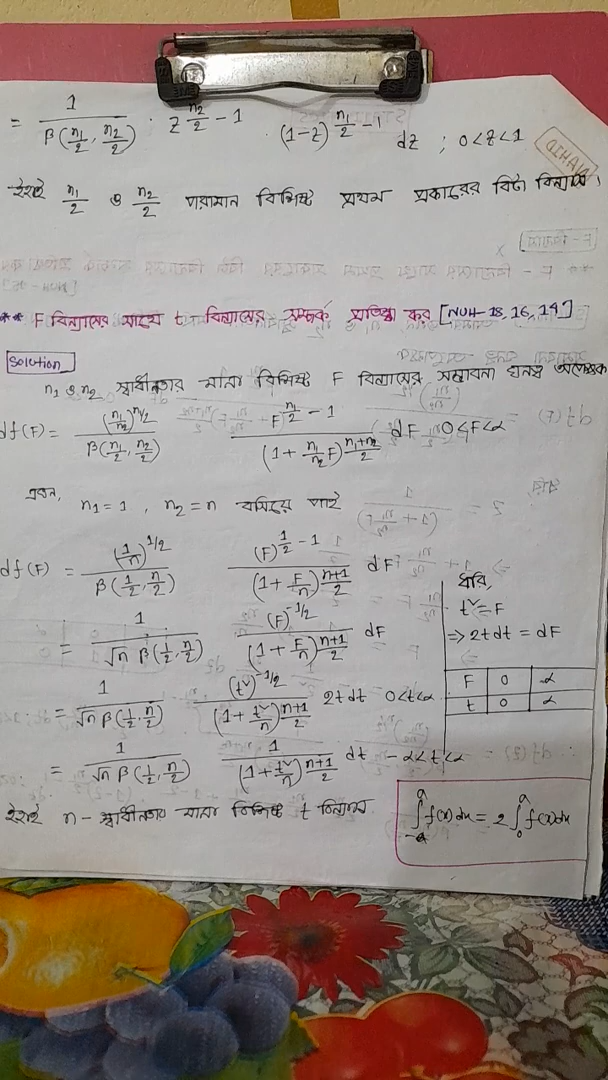 = 1/β(n₁/2, n₂/2) · z^(n₂/2 − 1) · (1−z)^(n₁/2 − 1) dz ; 0<z<1
ইহাই n₁/2 ও n₂/2 পরামান বিশিষ্ট প্রথম প্রকারের বিটা বিন্যাস।
** F বিন্যাসের সাথে t বিন্যাসের সম্পর্ক প্রতিষ্ঠা কর [NUH-18, 16, 14]
Solution
n₁ ও n₂ স্বাধীনতার মাত্রা বিশিষ্ট F বিন্যাসের সম্ভাবনা ঘনত্ব অপেক্ষক
df(F) = (n₁/n₂)^(n₁/2) / β(n₁/2, n₂/2) · F^(n₁/2 − 1) / (1 + n₁/n₂ F)^((n₁+n₂)/2) dF 0<F<α
এখন, n₁=1, n₂=n বসিয়ে পাই
df(F) = (1/n)^(1/2) / β(1/2, n/2) · (F)^(1/2 − 1) / (1 + F/n)^((n+1)/2) dF
= 1/(√n β(1/2, n/2)) · (F)^(-1/2) / (1 + F/n)^((n+1)/2) dF
= 1/(√n β(1/2, n/2)) · (t²)^(-1/2) / (1 + t²/n)^((n+1)/2) 2tdt 0<t<α
= 1/(√n β(1/2, n/2)) · 1 / (1 + t²/n)^((n+1)/2) dt -α<t<α
ইহাই n - স্বাধীনতার মাত্রা বিশিষ্ট t বিন্যাস
ধরি,
t² = F
⇒ 2tdt = dF
F | 0 | α
t | 0 | α
∫₋ₐ^a f(x)dx = 2∫₀^a f(x)dx